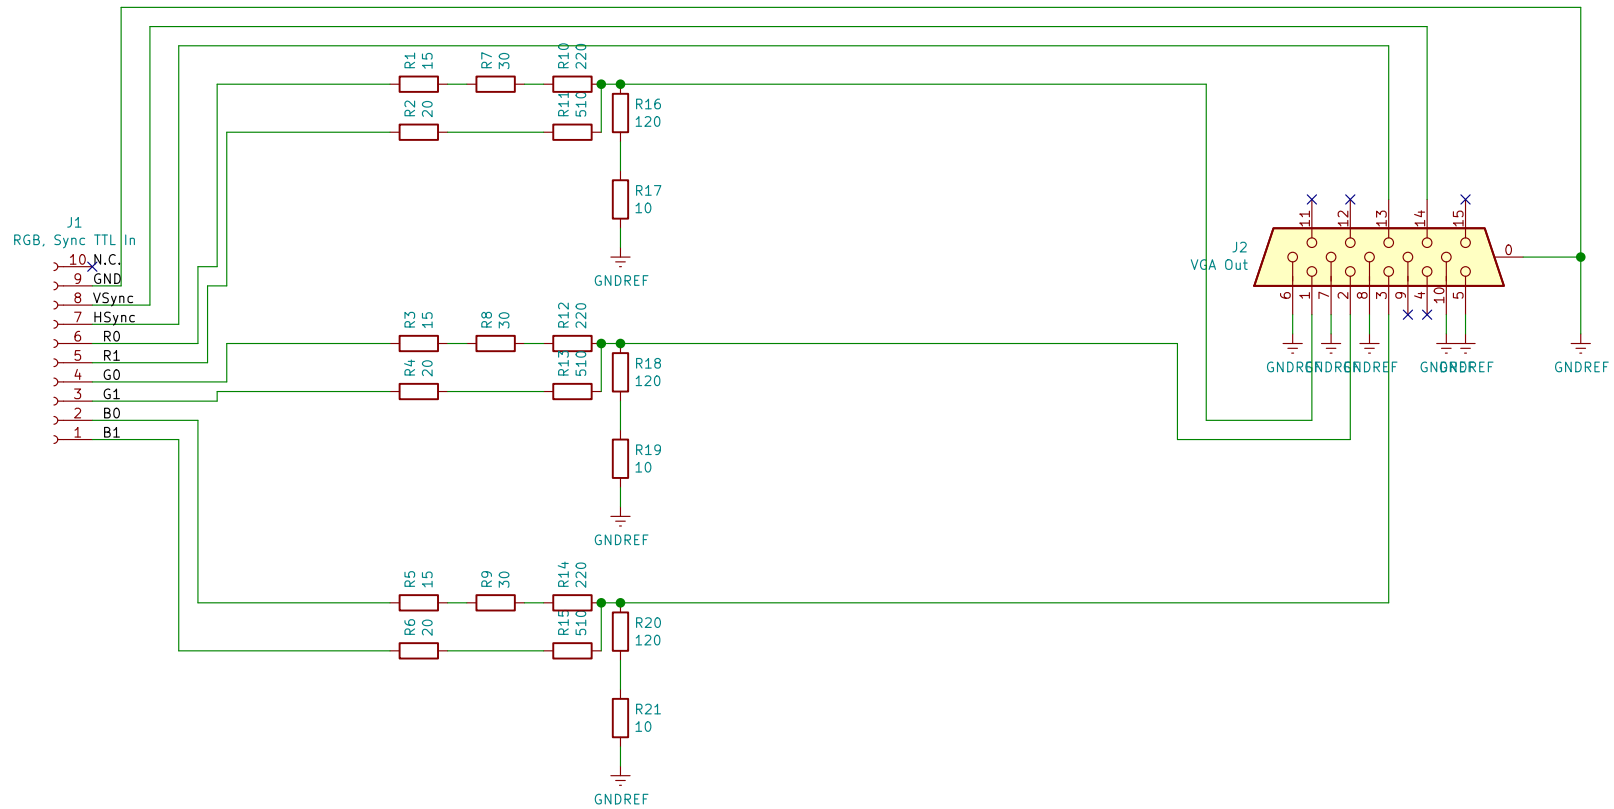 R1
15
R7
30
R10
220
R2
20
R11
510
R16
120
R17
10
GNDREF
J1
RGB, Sync TTL In
10 N.C.
9 GND
8 VSync
7 HSync
6 R0
5 R1
4 G0
3 G1
2 B0
1 B1
R3
15
R8
30
R12
220
R4
20
R13
510
R18
120
R19
10
GNDREF
R5
15
R9
30
R14
220
R6
20
R15
510
R20
120
R21
10
GNDREF
11
12
13
14
15
J2
VGA Out
0
6
1
7
2
8
3
9
4
10
5
GNDREF
GNDREF
GNDREF
GNDREF
GNDREF
GNDREF